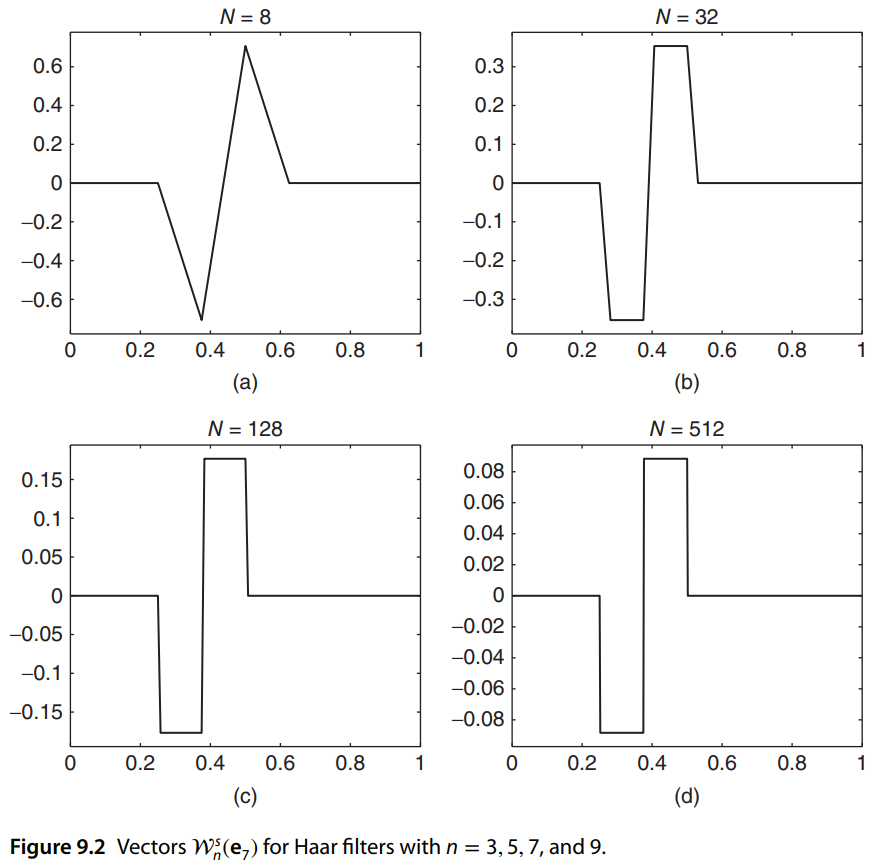 N = 8
0.6
0.4
0.2
0
−0.2
−0.4
−0.6
0 0.2 0.4 0.6 0.8 1
(a)
N = 32
0.3
0.2
0.1
0
−0.1
−0.2
−0.3
0 0.2 0.4 0.6 0.8 1
(b)
N = 128
0.15
0.1
0.05
0
−0.05
−0.1
−0.15
0 0.2 0.4 0.6 0.8 1
(c)
N = 512
0.08
0.06
0.04
0.02
0
−0.02
−0.04
−0.06
−0.08
0 0.2 0.4 0.6 0.8 1
(d)
Figure 9.2 Vectors 𝒲ₙˢ(e₇) for Haar filters with n = 3, 5, 7, and 9.